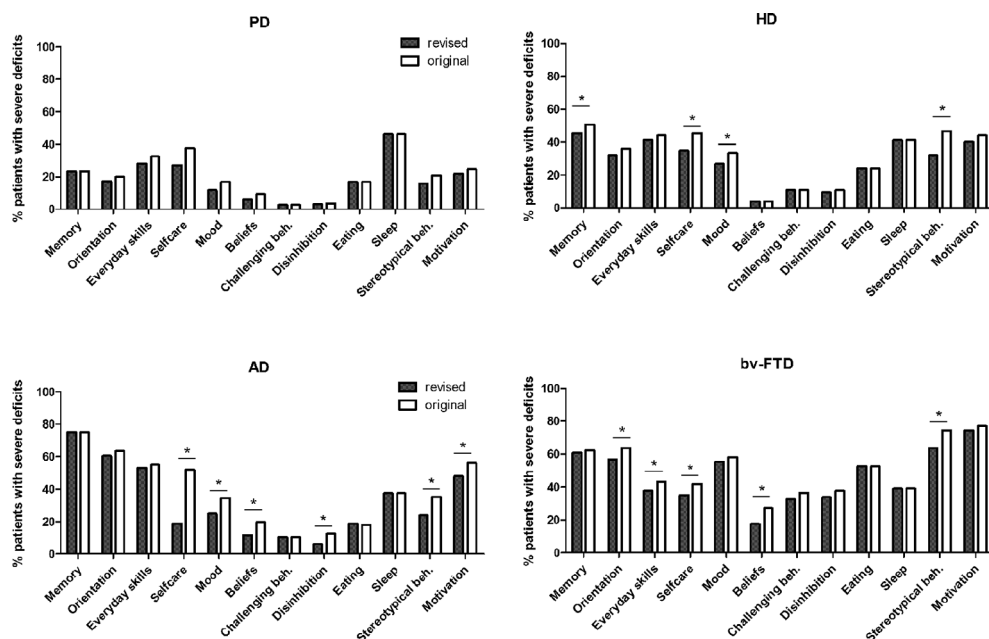 PD
% patients with severe deficits
100
80
60
40
20
0
revised
original
Memory
Orientation
Everyday skills
Selfcare
Mood
Beliefs
Challenging beh.
Disinhibition
Eating
Sleep
Stereotypical beh.
Motivation
HD
% patients with severe deficits
100
80
60
40
20
0
*
*
*
*
Memory
Orientation
Everyday skills
Selfcare
Mood
Beliefs
Challenging beh.
Disinhibition
Eating
Sleep
Stereotypical beh.
Motivation
AD
% patients with severe deficits
100
80
60
40
20
0
revised
original
*
*
*
*
*
*
Memory
Orientation
Everyday skills
Selfcare
Mood
Beliefs
Challenging beh.
Disinhibition
Eating
Sleep
Stereotypical beh.
Motivation
bv-FTD
% patients with severe deficits
100
80
60
40
20
0
*
*
*
*
*
Memory
Orientation
Everyday skills
Selfcare
Mood
Beliefs
Challenging beh.
Disinhibition
Eating
Sleep
Stereotypical beh.
Motivation